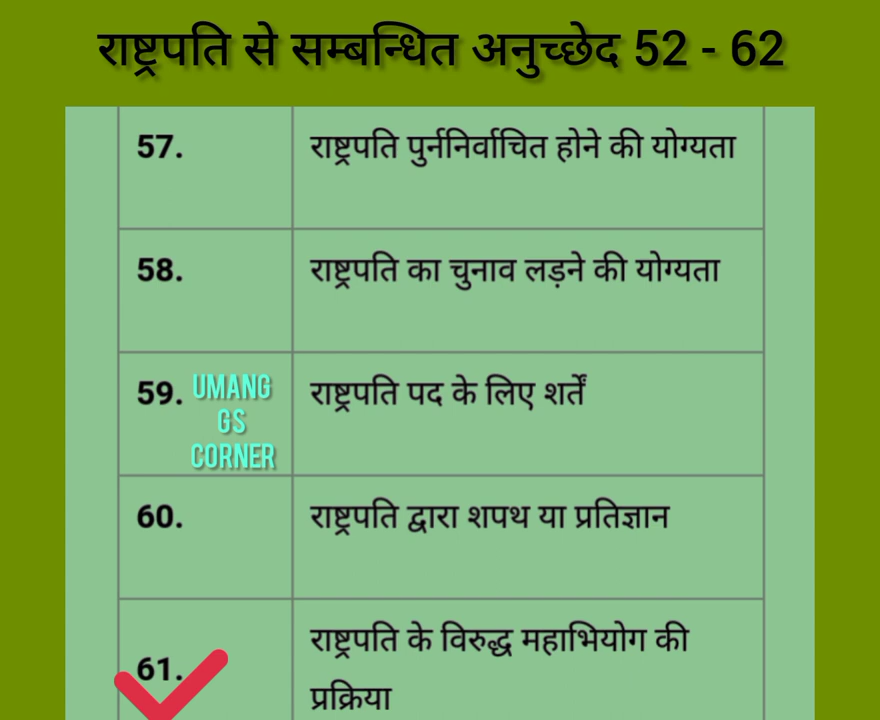 राष्ट्रपति से सम्बन्धित अनुच्छेद 52 - 62
57. राष्ट्रपति पुर्ननिर्वाचित होने की योग्यता
58. राष्ट्रपति का चुनाव लड़ने की योग्यता
59. राष्ट्रपति पद के लिए शर्तें
UMANG
GS
CORNER
60. राष्ट्रपति द्वारा शपथ या प्रतिज्ञान
61. राष्ट्रपति के विरुद्ध महाभियोग की
प्रक्रिया